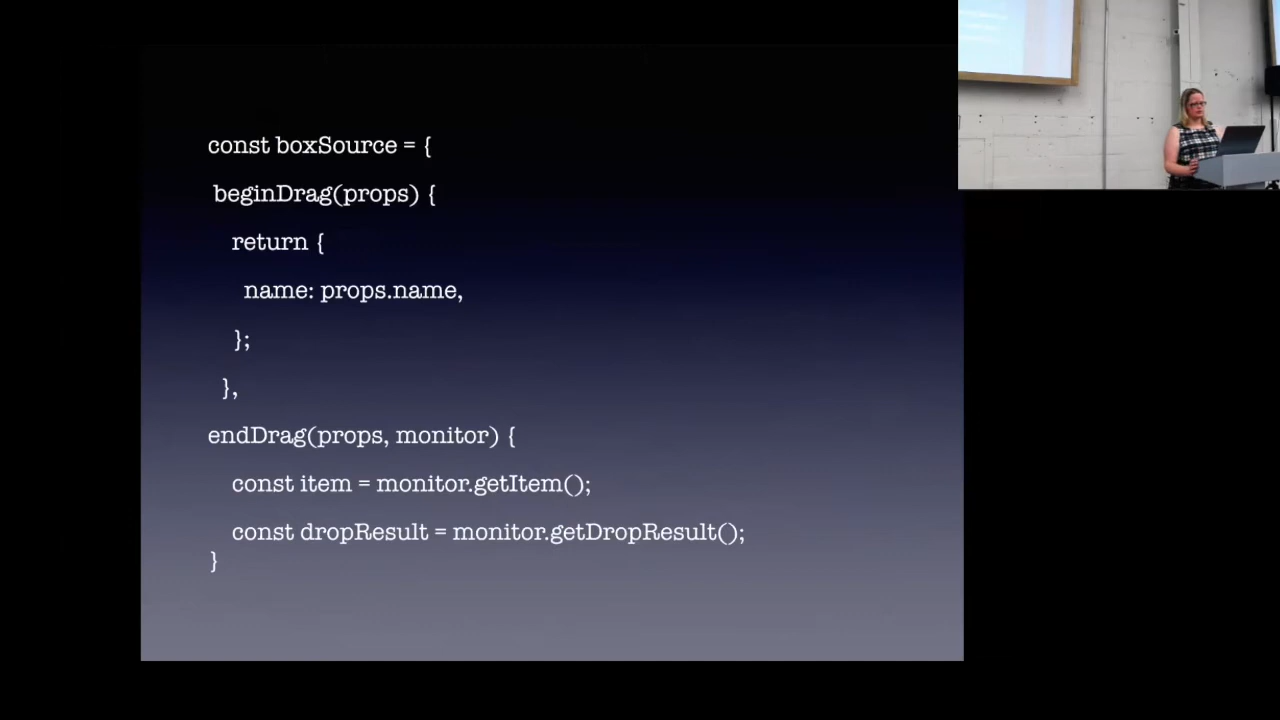 const boxSource = {
beginDrag(props) {
return {
name: props.name,
};
},
endDrag(props, monitor) {
const item = monitor.getItem();
const dropResult = monitor.getDropResult();
}